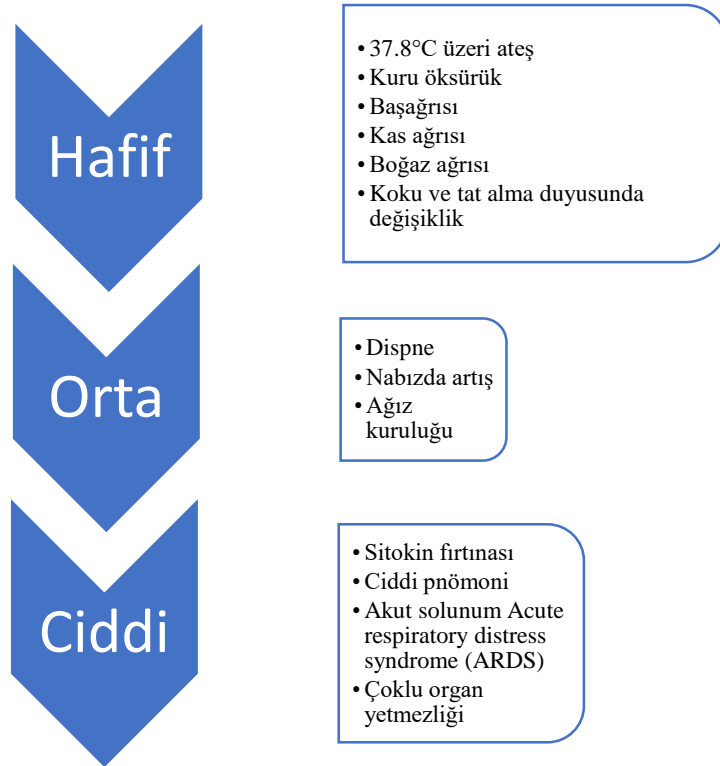 Hafif
• 37.8°C üzeri ateş
• Kuru öksürük
• Başağrısı
• Kas ağrısı
• Boğaz ağrısı
• Koku ve tat alma duyusunda
değişiklik
Orta
• Dispne
• Nabızda artış
• Ağız
kuruluğu
Ciddi
• Sitokin fırtınası
• Ciddi pnömoni
• Akut solunum Acute
respiratory distress
syndrome (ARDS)
• Çoklu organ
yetmezliği